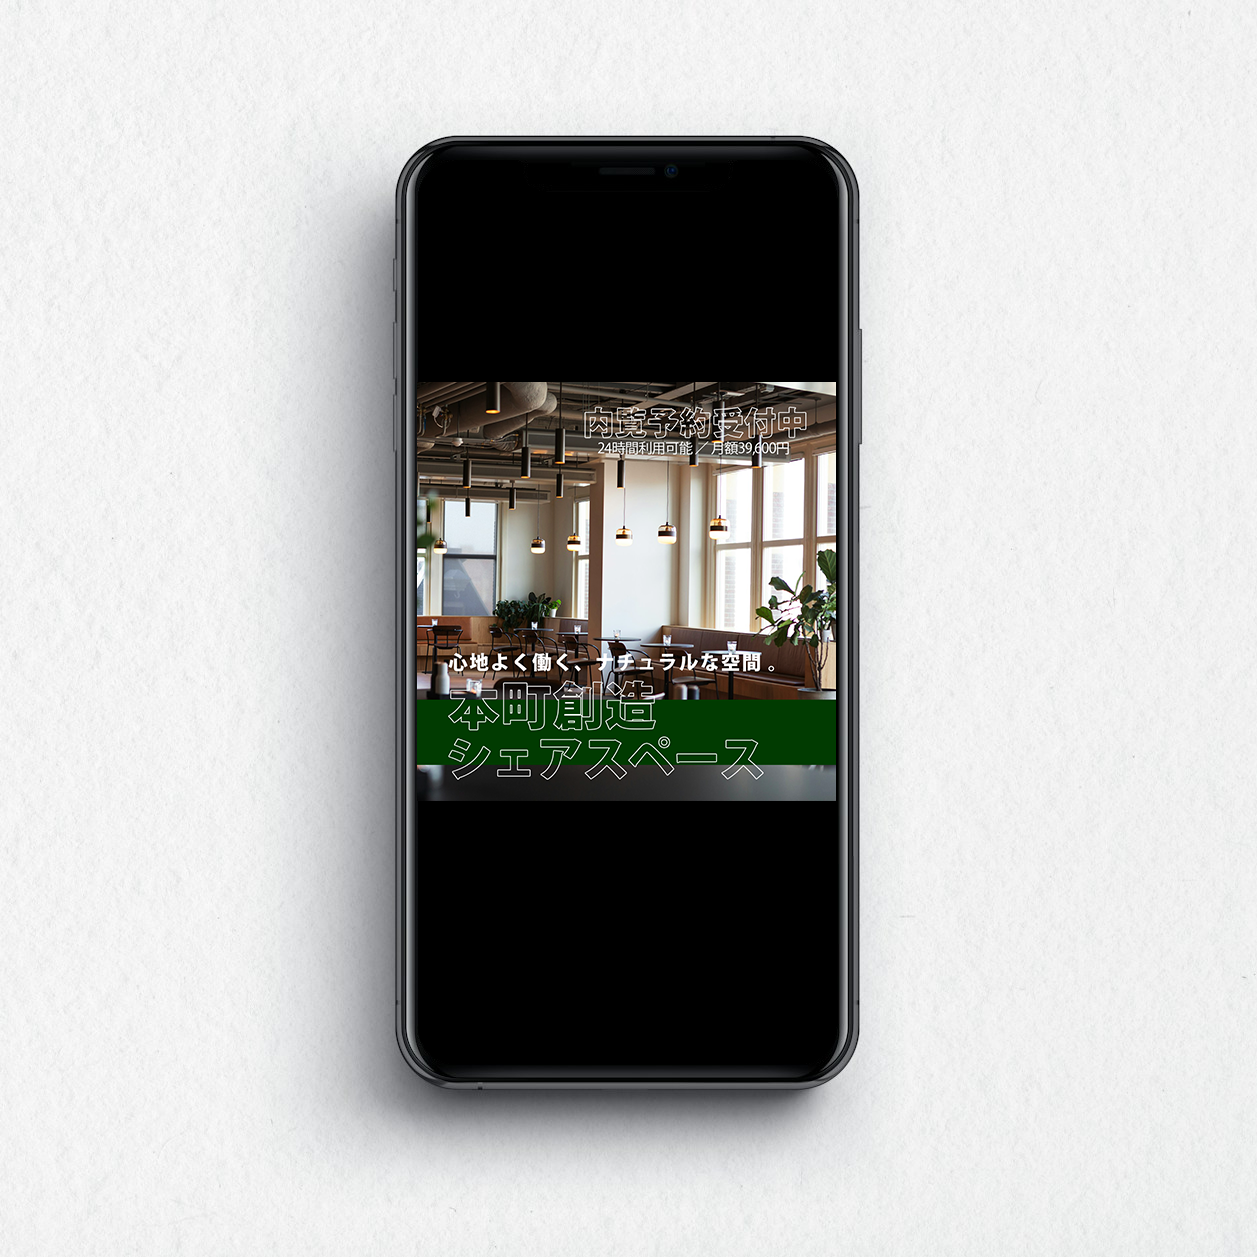 内覧予約受付中
24時間利用可能 / 月額39,600円
心地よく働く、ナチュラルな空間。
本町創造
シェアスペース